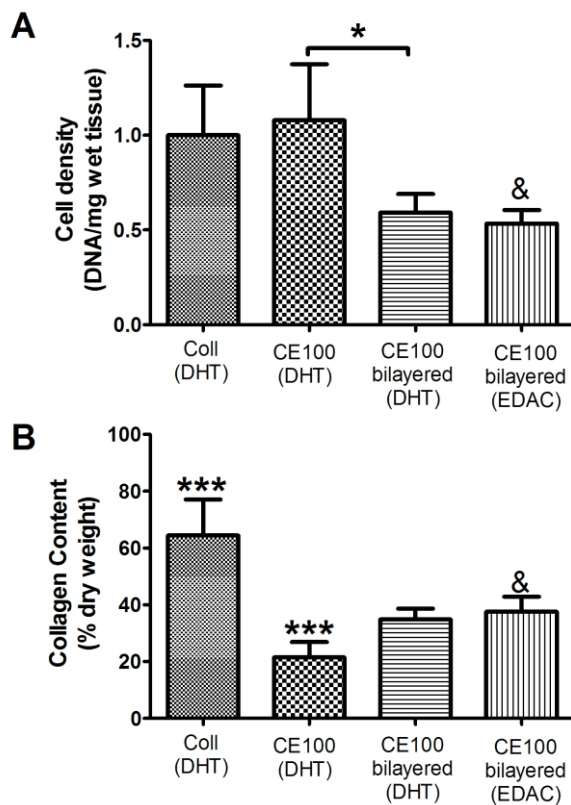 A
Cell density
(DNA/mg wet tissue)
1.5
1.0
0.5
0.0
*
&
Coll
(DHT)
CE100
(DHT)
CE100
bilayered
(DHT)
CE100
bilayered
(EDAC)
B
Collagen Content
(% dry weight)
100
80
60
40
20
0
***
***
&
Coll
(DHT)
CE100
(DHT)
CE100
bilayered
(DHT)
CE100
bilayered
(EDAC)